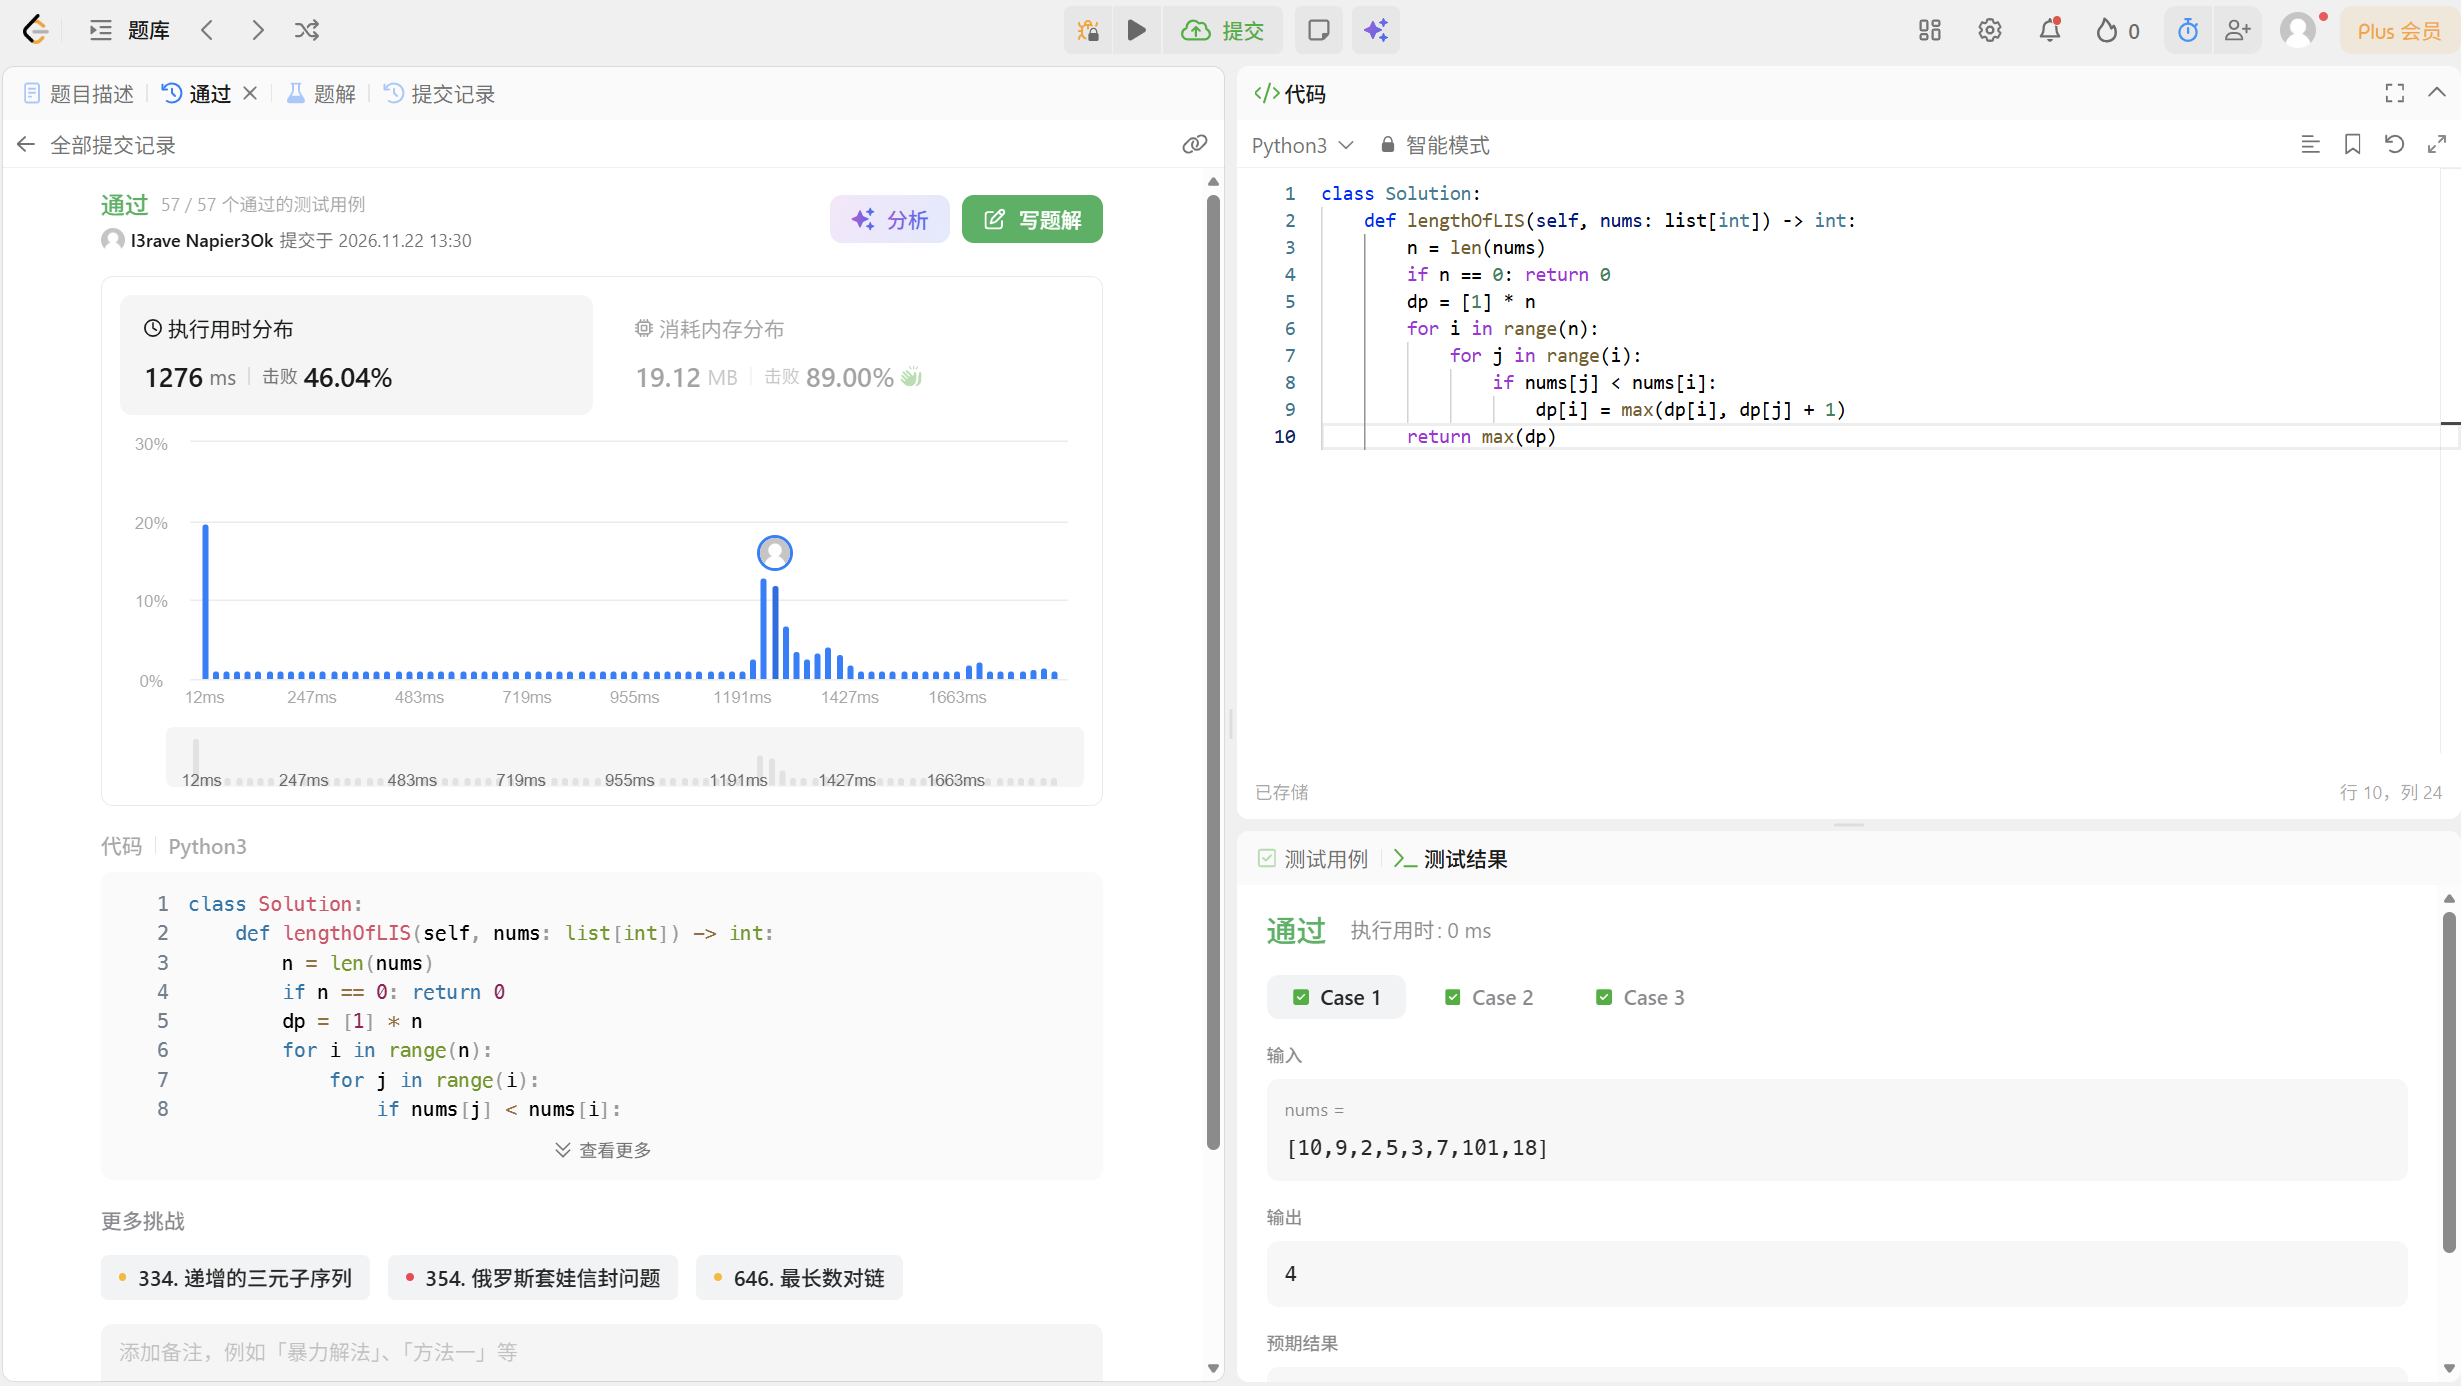 题库
提交
0
Plus 会员
题目描述
通过
题解
提交记录
全部提交记录
通过 57 / 57 个通过的测试用例
l3rave Napier3Ok 提交于 2026.11.22 13:30
分析
写题解
执行用时分布
1276 ms 击败 46.04%
消耗内存分布
19.12 MB 击败 89.00%
30%
20%
10%
0%
12ms 247ms 483ms 719ms 955ms 1191ms 1427ms 1663ms
12ms 247ms 483ms 719ms 955ms 1191ms 1427ms 1663ms
代码 Python3
1 class Solution:
2     def lengthOfLIS(self, nums: list[int]) -> int:
3         n = len(nums)
4         if n == 0: return 0
5         dp = [1] * n
6         for i in range(n):
7             for j in range(i):
8                 if nums[j] < nums[i]:
查看更多
更多挑战
334. 递增的三元子序列
354. 俄罗斯套娃信封问题
646. 最长数对链
添加备注，例如「暴力解法」、「方法一」等
代码
Python3 智能模式
1 class Solution:
2     def lengthOfLIS(self, nums: list[int]) -> int:
3         n = len(nums)
4         if n == 0: return 0
5         dp = [1] * n
6         for i in range(n):
7             for j in range(i):
8                 if nums[j] < nums[i]:
9                     dp[i] = max(dp[i], dp[j] + 1)
10         return max(dp)
已存储
行 10，列 24
测试用例
测试结果
通过 执行用时: 0 ms
Case 1
Case 2
Case 3
输入
nums =
[10,9,2,5,3,7,101,18]
输出
4
预期结果